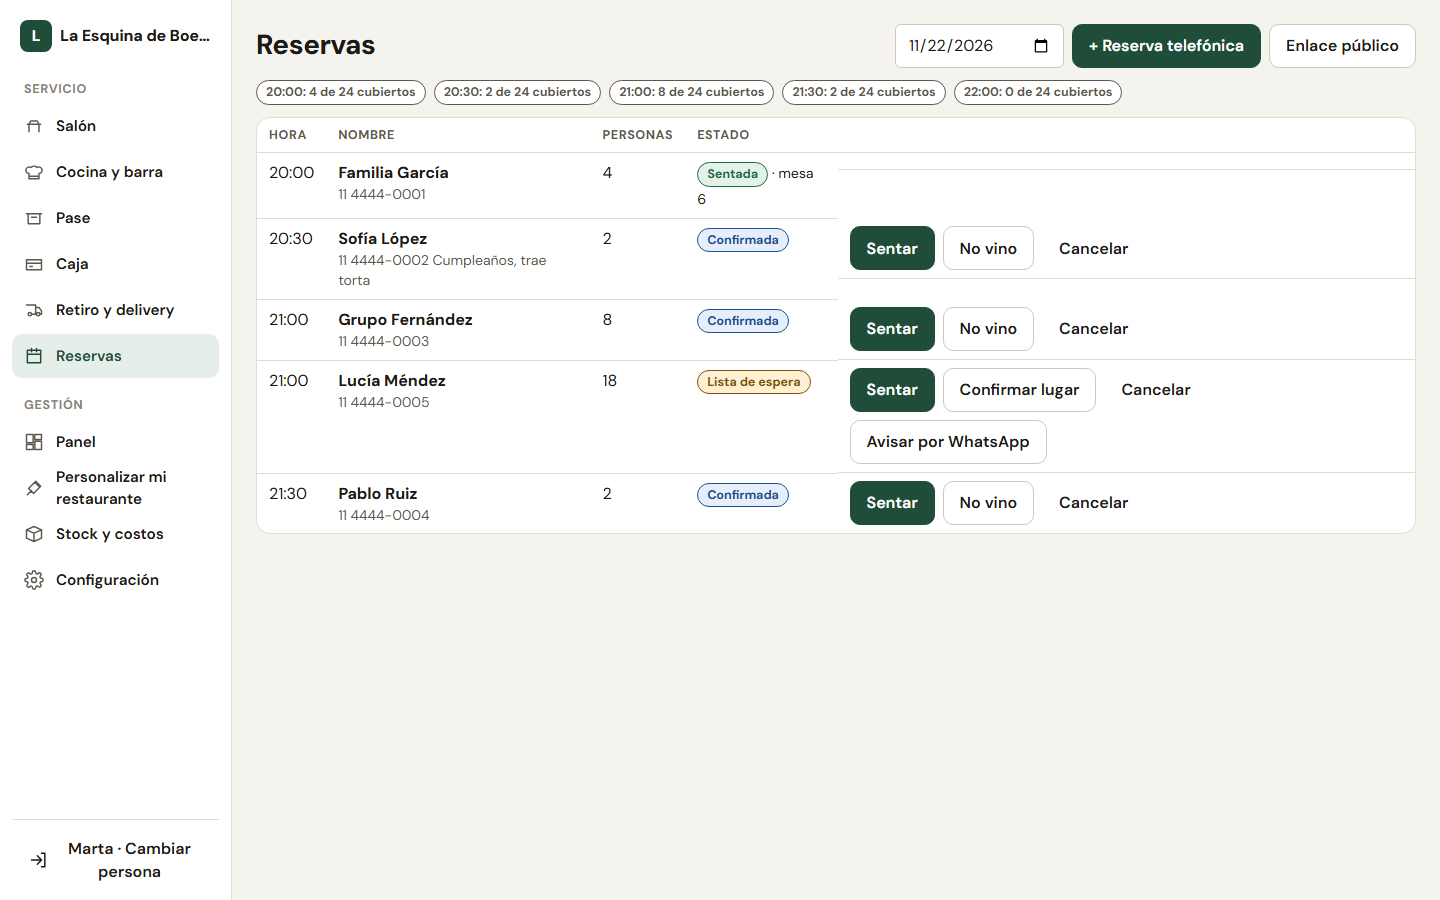 L La Esquina de Boe...
SERVICIO
Salón
Cocina y barra
Pase
Caja
Retiro y delivery
Reservas
GESTIÓN
Panel
Personalizar mi
restaurante
Stock y costos
Configuración
Marta · Cambiar
persona
Reservas
11/22/2026
+ Reserva telefónica
Enlace público
20:00: 4 de 24 cubiertos
20:30: 2 de 24 cubiertos
21:00: 8 de 24 cubiertos
21:30: 2 de 24 cubiertos
22:00: 0 de 24 cubiertos
HORA NOMBRE PERSONAS ESTADO
20:00 Familia García 4 Sentada · mesa
11 4444-0001 6
20:30 Sofía López 2 Confirmada Sentar No vino Cancelar
11 4444-0002 Cumpleaños, trae
torta
21:00 Grupo Fernández 8 Confirmada Sentar No vino Cancelar
11 4444-0003
21:00 Lucía Méndez 18 Lista de espera Sentar Confirmar lugar Cancelar
11 4444-0005
Avisar por WhatsApp
21:30 Pablo Ruiz 2 Confirmada Sentar No vino Cancelar
11 4444-0004